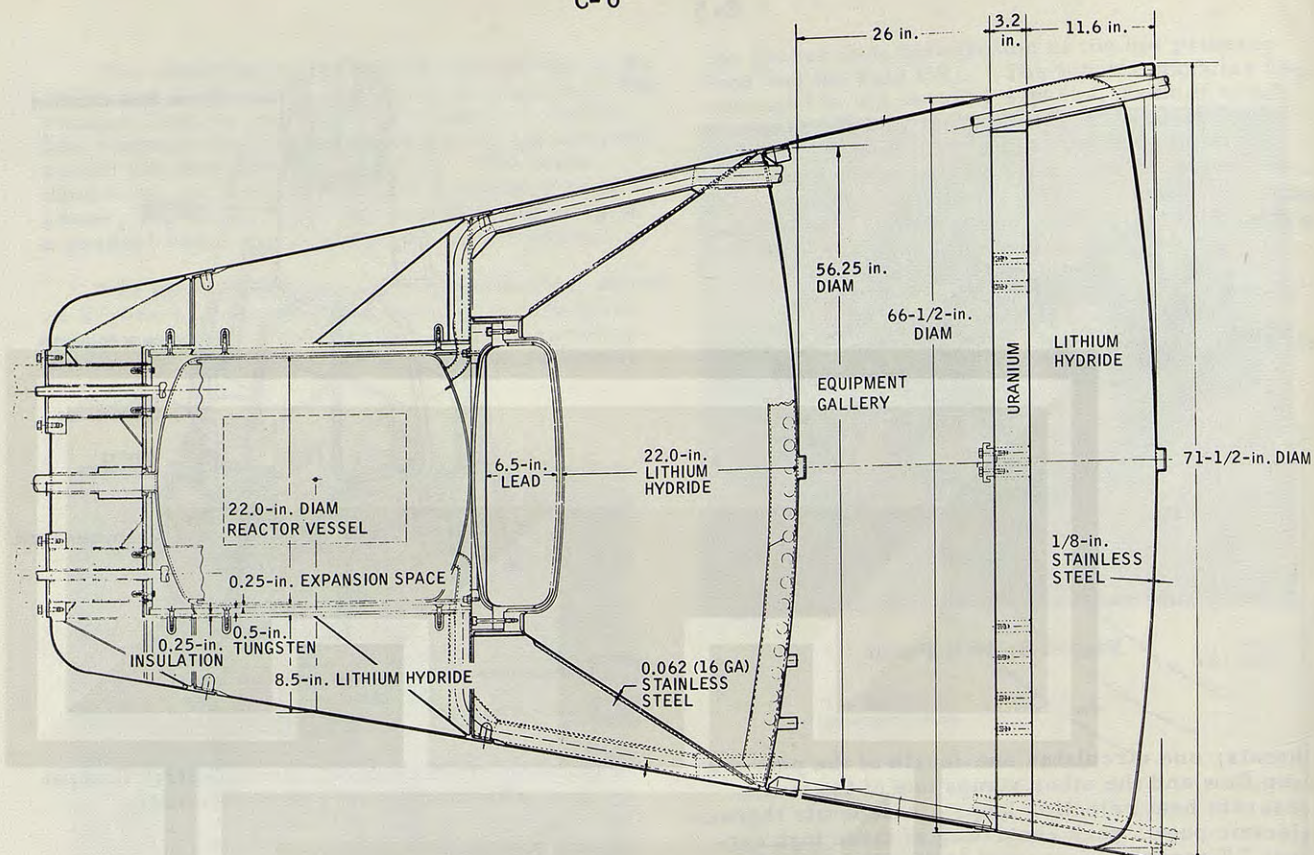 C-6
26 in.
3.2
in.
11.6 in.
56.25 in.
DIAM
66-1/2-in.
DIAM
EQUIPMENT
GALLERY
URANIUM
LITHIUM
HYDRIDE
6.5-in.
LEAD
22.0-in.
LITHIUM
HYDRIDE
71-1/2-in. DIAM
22.0-in. DIAM
REACTOR VESSEL
1/8-in.
STAINLESS
STEEL
0.25-in. EXPANSION SPACE
0.25-in.
INSULATION
0.5-in.
TUNGSTEN
8.5-in. LITHIUM HYDRIDE
0.062 (16 GA)
STAINLESS
STEEL